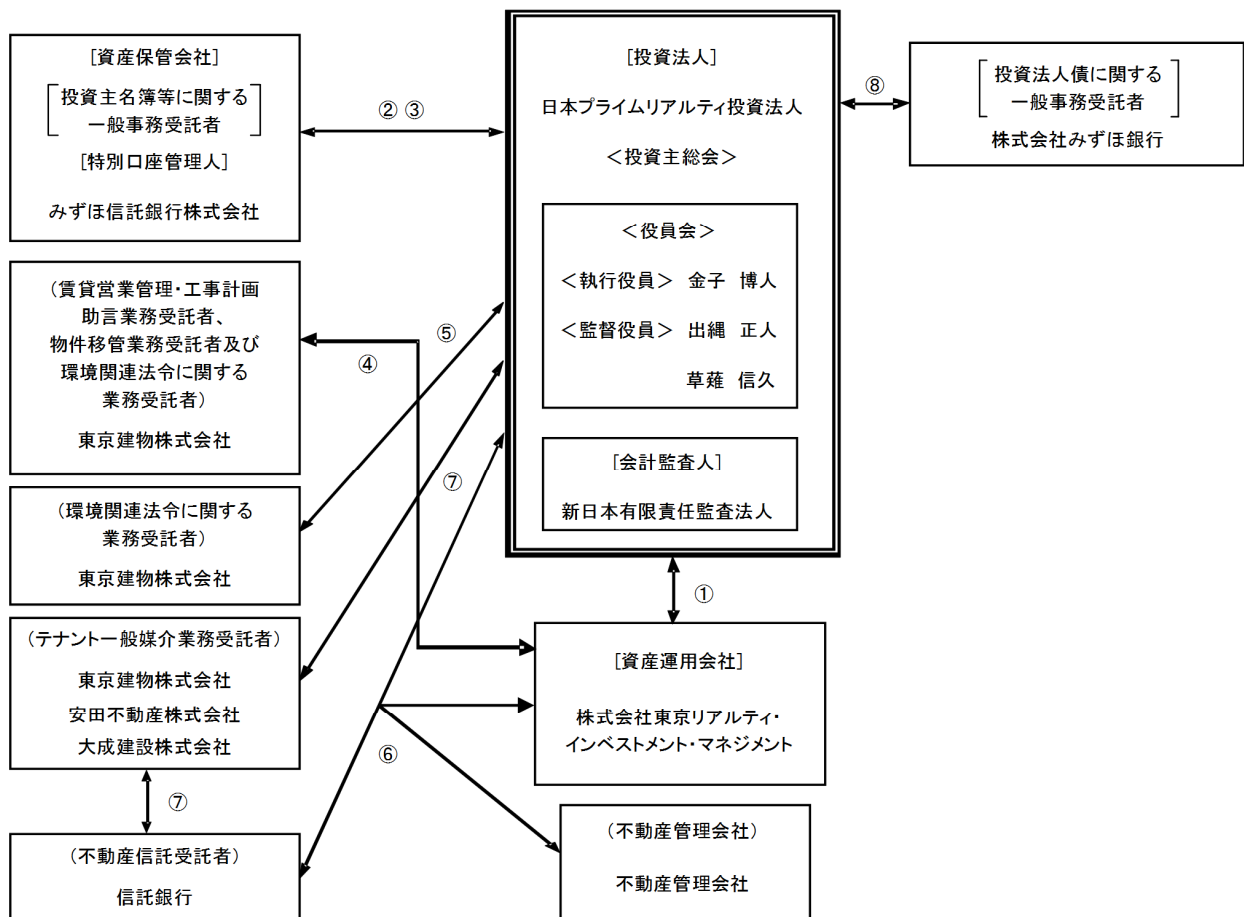 [資産保管会社]
投資主名簿等に関する
一般事務受託者
[特別口座管理人]
みずほ信託銀行株式会社
② ③
[投資法人]
日本プライムリアルティ投資法人
＜投資主総会＞
＜役員会＞
＜執行役員＞ 金子 博人
＜監督役員＞ 出縄 正人
草薙 信久
[会計監査人]
新日本有限責任監査法人
⑧
投資法人債に関する
一般事務受託者
株式会社みずほ銀行
(賃貸営業管理・工事計画
助言業務受託者、
物件移管業務受託者及び
環境関連法令に関する
業務受託者)
東京建物株式会社
④
⑤
(環境関連法令に関する
業務受託者)
東京建物株式会社
⑦
①
(テナント一般媒介業務受託者)
東京建物株式会社
安田不動産株式会社
大成建設株式会社
[資産運用会社]
株式会社東京リアルティ・
インベストメント・マネジメント
⑥
⑦
(不動産信託受託者)
信託銀行
(不動産管理会社)
不動産管理会社